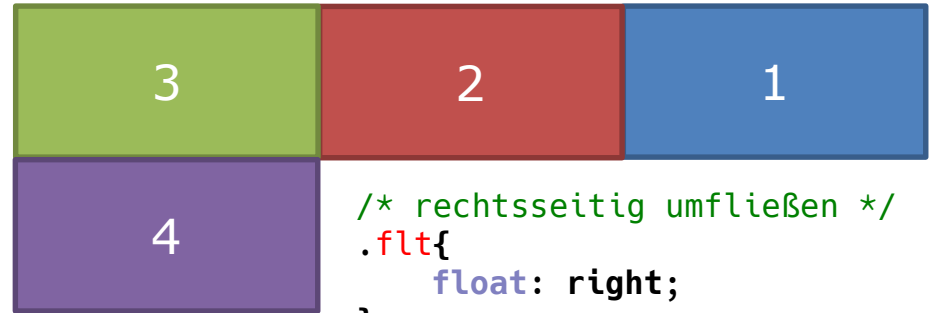 3 2 1
4
/* rechtsseitig umfließen */
.flt{
float: right;
}